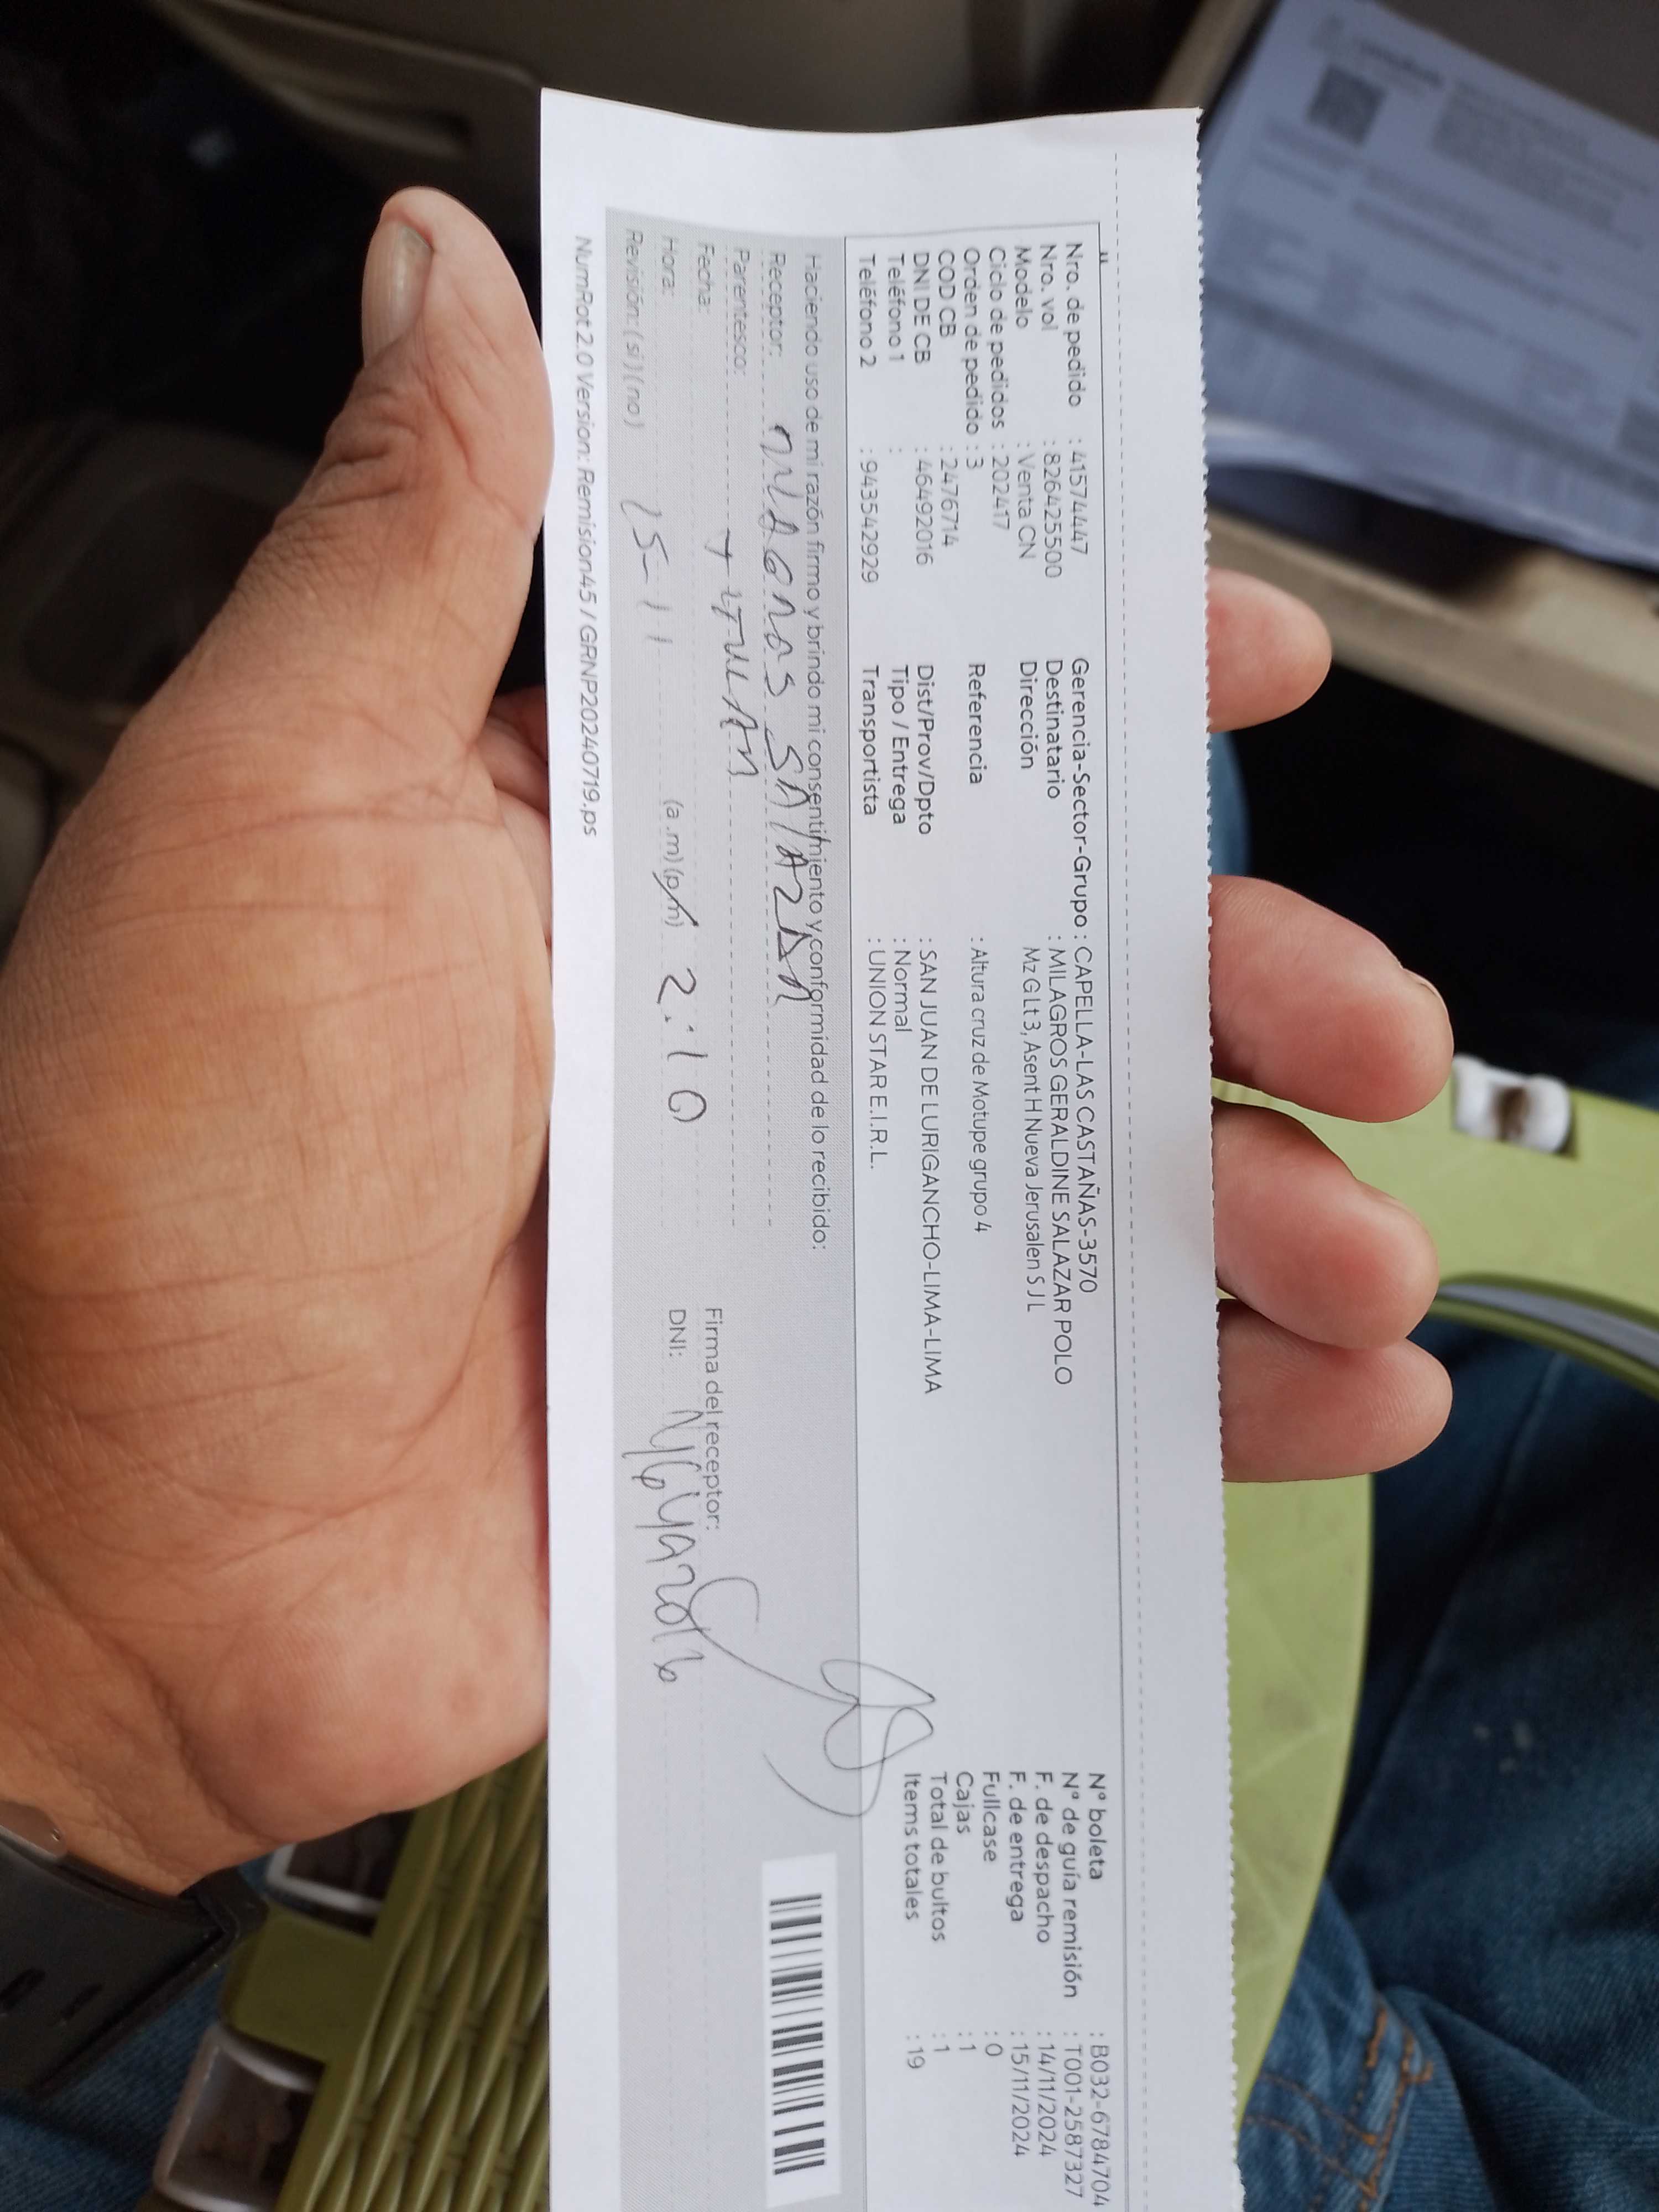 Nro. de pedido : 41574447
Nro. vol : 826425500
Modelo : Venta CN
Ciclo de pedidos : 202417
Orden de pedido : 3
COD CB : 2476714
DNI DE CB : 46492016
Teléfono 1 :
Teléfono 2 : 943542929
Gerencia-Sector-Grupo : CAPELLA-LAS CASTAÑAS-3570
Destinatario : MILAGROS GERALDINE SALAZAR POLO
Dirección Mz G Lt 3, Asent H Nueva Jerusalen S J L
Referencia : Altura cruz de Motupe grupo 4
Dist/Prov/Dpto : SAN JUAN DE LURIGANCHO-LIMA-LIMA
Tipo / Entrega : Normal
Transportista : UNION STAR E.I.R.L.
N° boleta : B032-6784704
N° de guía remisión : T001-2587327
F. de despacho : 14/11/2024
F. de entrega : 15/11/2024
Fullcase : 0
Cajas : 1
Total de bultos : 1
Items totales : 19
Haciendo uso de mi razón firmo y brindo mi consentimiento y conformidad de lo recibido:
Receptor: MILAGROS SALAZAR
Parentesco: TITULAR
Fecha: 15-11
Hora: (a.m) (p.m) 2:10
Revisión: (si) (no)
Firma del receptor:
DNI: 46492016
NumRot 2.0 Version: Remision45 / GRNP20240719.ps